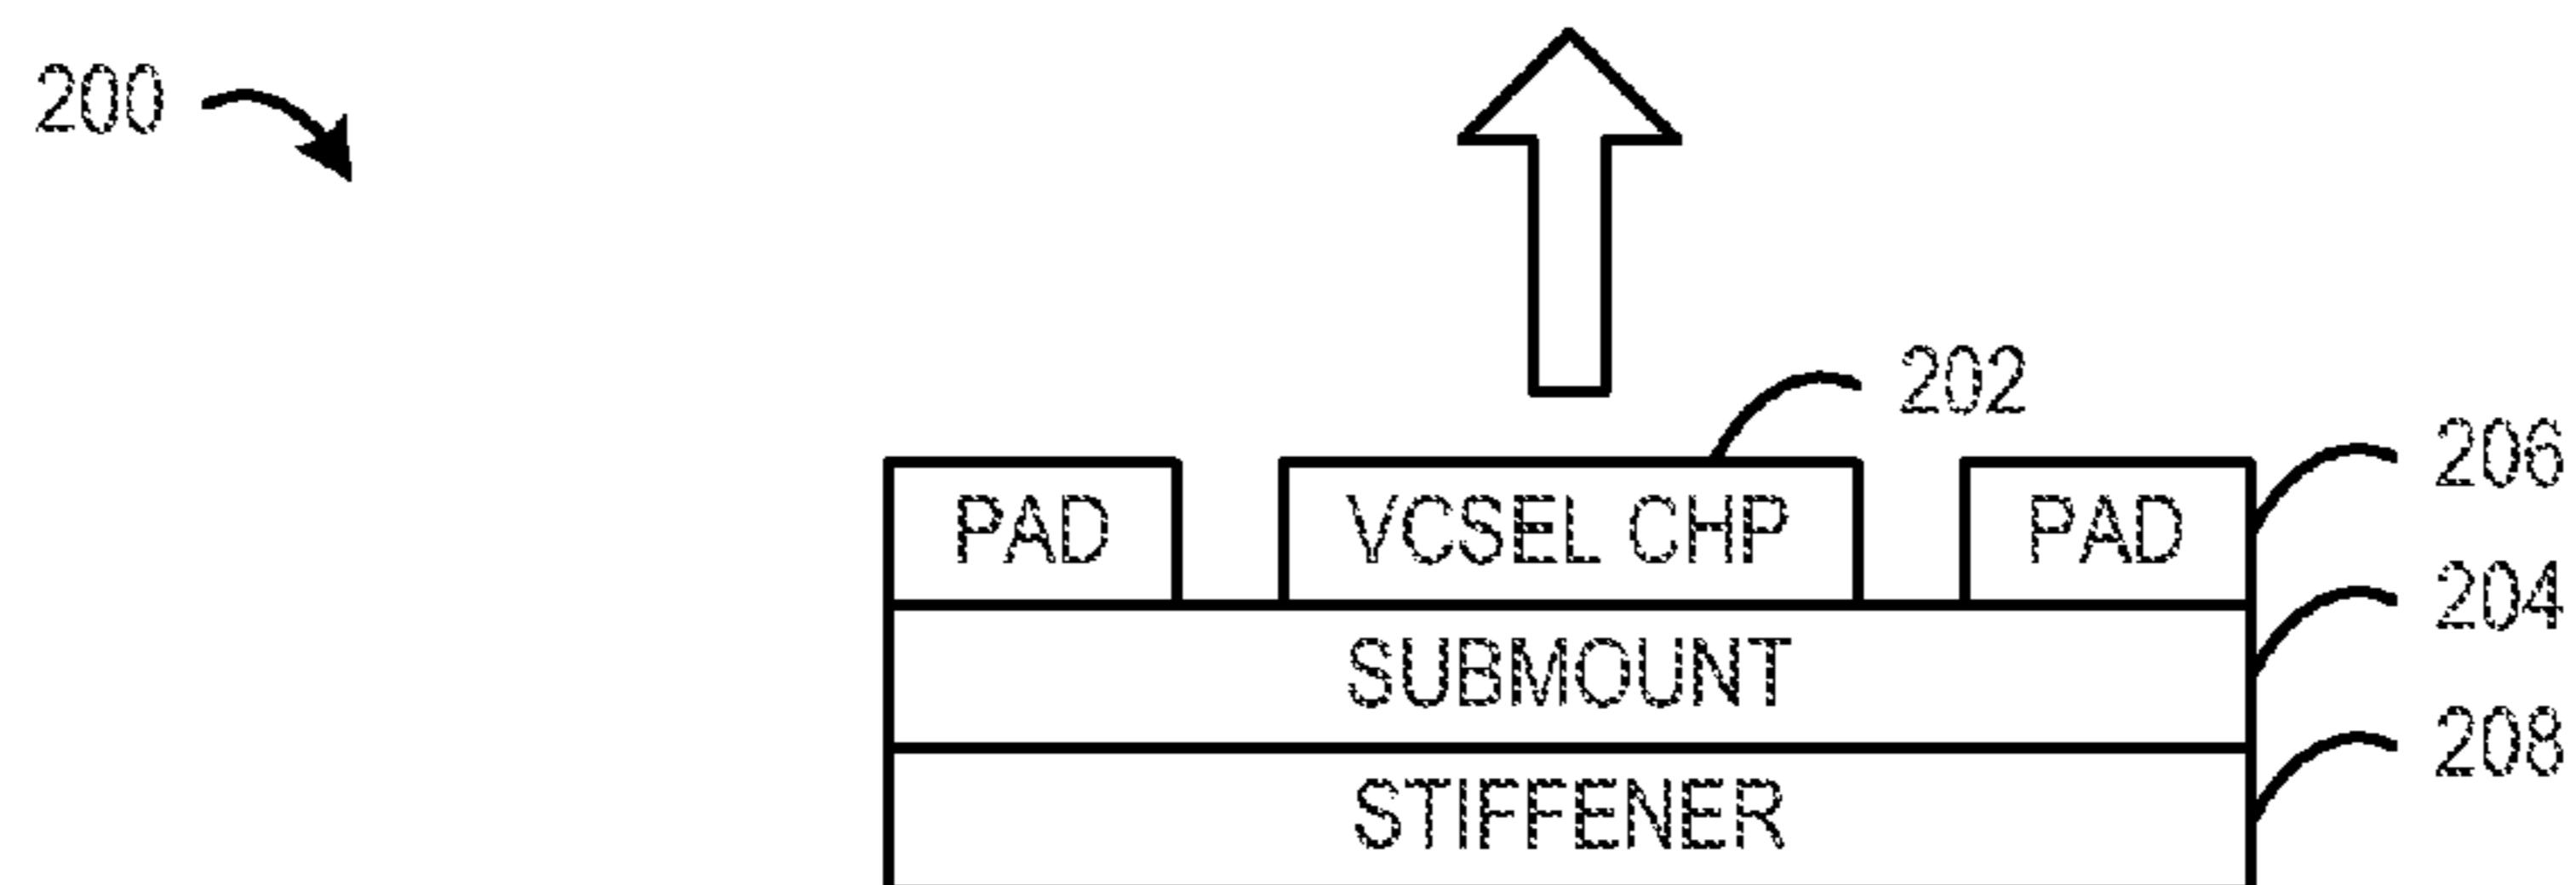 200
202
PAD VCSEL CHP PAD 206
204
SUBMOUNT
208
STIFFENER